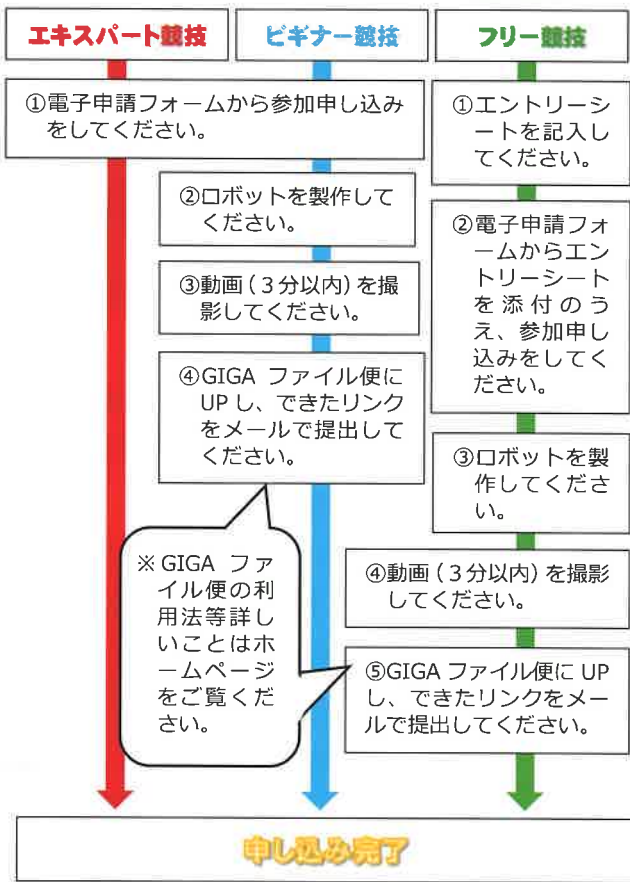 エキスパート競技
ビギナー競技
フリー競技
①電子申請フォームから参加申し込み
をしてください。
②ロボットを製作して
ください。
③動画(3分以内)を撮
影してください。
④GIGA ファイル便に
UPし、できたリンク
をメールで提出して
ください。
※GIGA ファ
イル便の利
用法等詳し
いことはホ
ームページ
をご覧くだ
さい。
①エントリーシ
ートを記入し
てください。
②電子申請フォ
ームからエン
トリーシート
を添付のう
え、参加申し
込みをしてく
ださい。
③ロボットを製
作してくださ
い。
④動画(3分以内)を撮影
してください。
⑤GIGA ファイル便に UP
し、できたリンクをメー
ルで提出してください。
申し込み完了